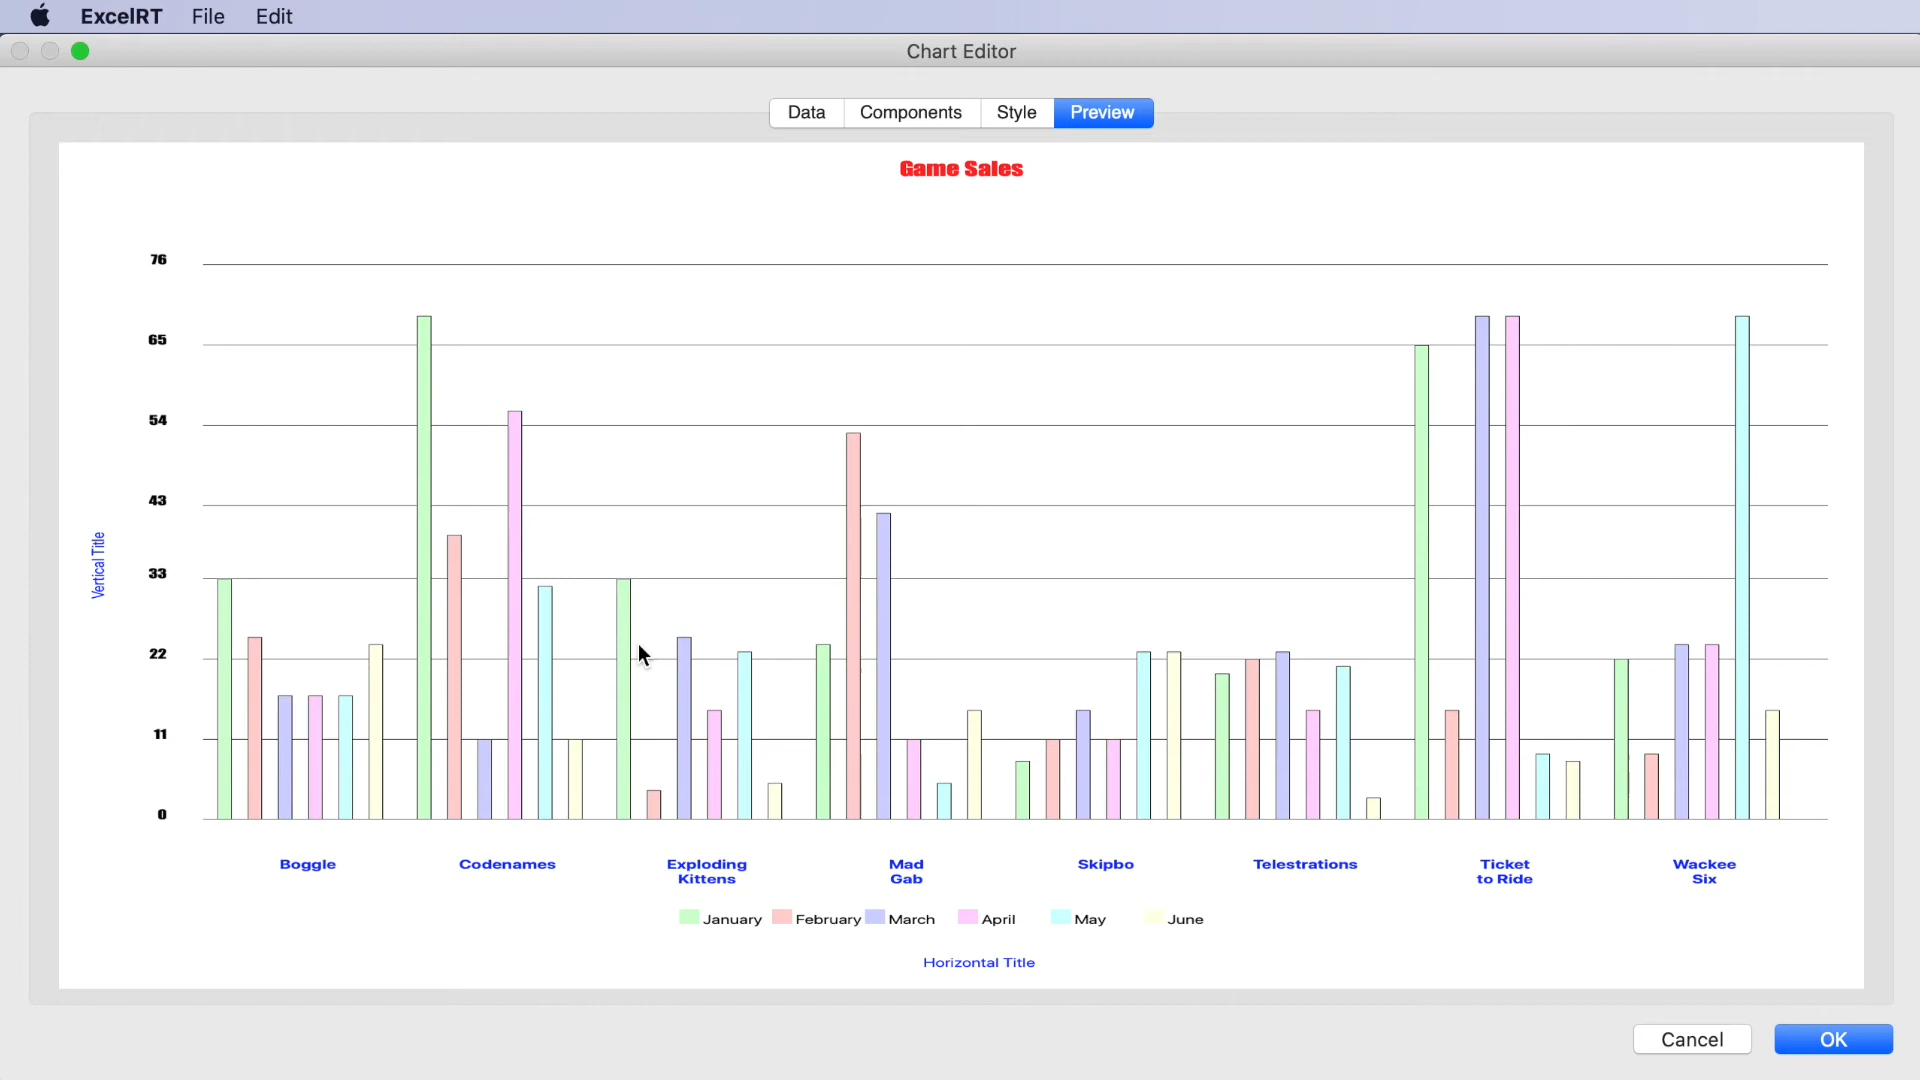 ExcelRT File Edit
Chart Editor
Data Components Style Preview
Game Sales
76
65
54
43
33
22
11
0
Vertical Title
Boggle Codenames Exploding Kittens Mad Gab Skipbo Telestrations Ticket to Ride Wackee Six
January February March April May June
Horizontal Title
Cancel OK